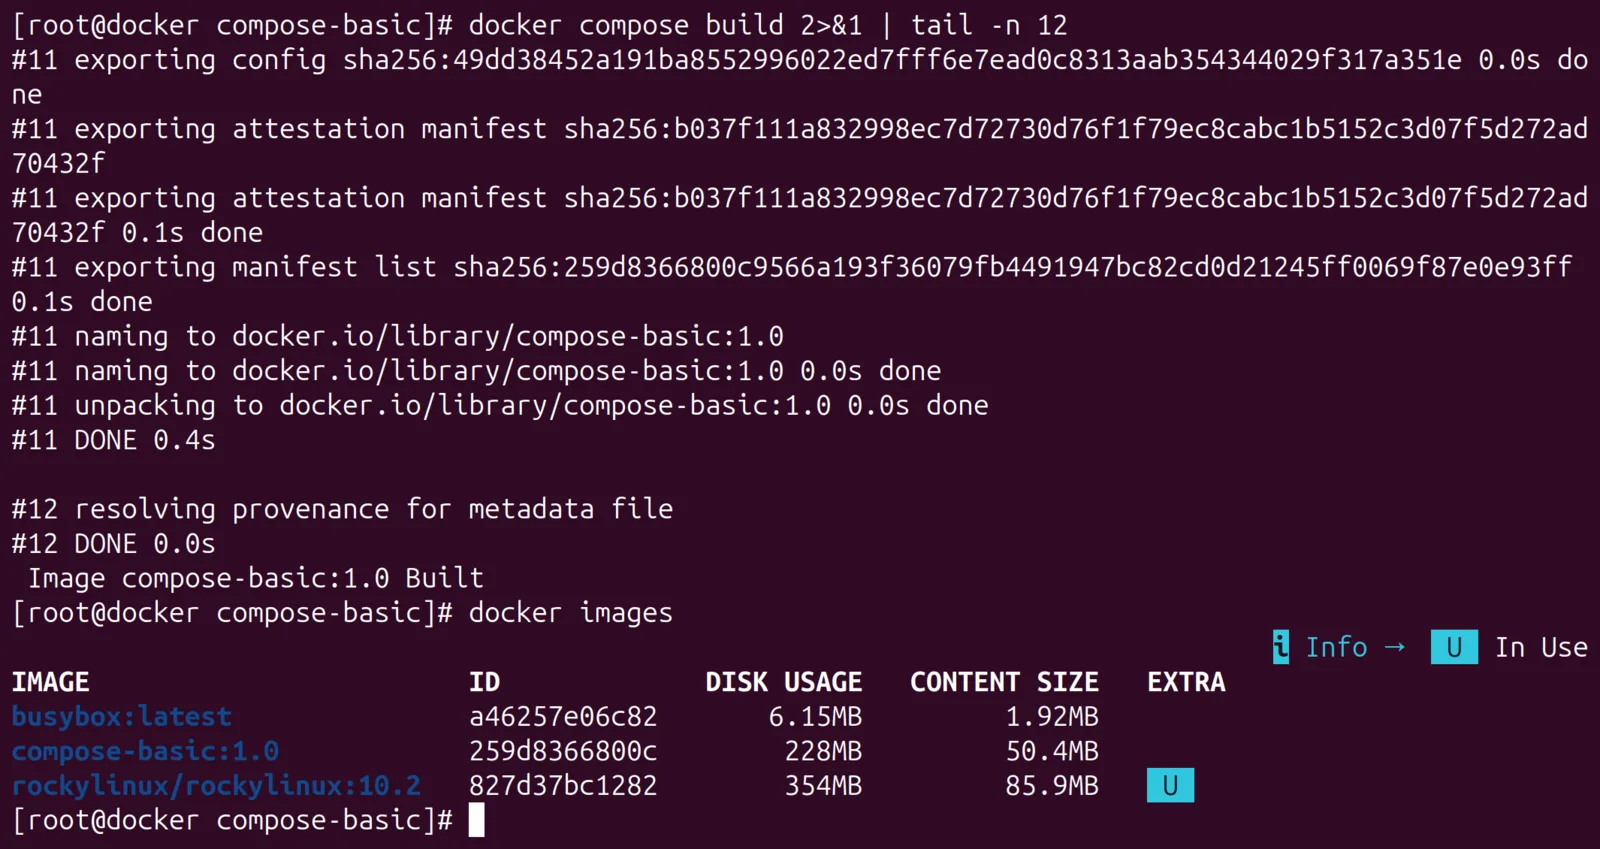 [root@docker compose-basic]# docker compose build 2>&1 | tail -n 12
#11 exporting config sha256:49dd38452a191ba8552996022ed7fff6e7ead0c8313aab354344029f317a351e 0.0s do
ne
#11 exporting attestation manifest sha256:b037f111a832998ec7d72730d76f1f79ec8cabc1b5152c3d07f5d272ad
70432f
#11 exporting attestation manifest sha256:b037f111a832998ec7d72730d76f1f79ec8cabc1b5152c3d07f5d272ad
70432f 0.1s done
#11 exporting manifest list sha256:259d8366800c9566a193f36079fb4491947bc82cd0d21245ff0069f87e0e93ff
0.1s done
#11 naming to docker.io/library/compose-basic:1.0
#11 naming to docker.io/library/compose-basic:1.0 0.0s done
#11 unpacking to docker.io/library/compose-basic:1.0 0.0s done
#11 DONE 0.4s
#12 resolving provenance for metadata file
#12 DONE 0.0s
Image compose-basic:1.0 Built
[root@docker compose-basic]# docker images
i Info → U In Use
IMAGE ID DISK USAGE CONTENT SIZE EXTRA
busybox:latest a46257e06c82 6.15MB 1.92MB
compose-basic:1.0 259d8366800c 228MB 50.4MB
rockylinux/rockylinux:10.2 827d37bc1282 354MB 85.9MB U
[root@docker compose-basic]#